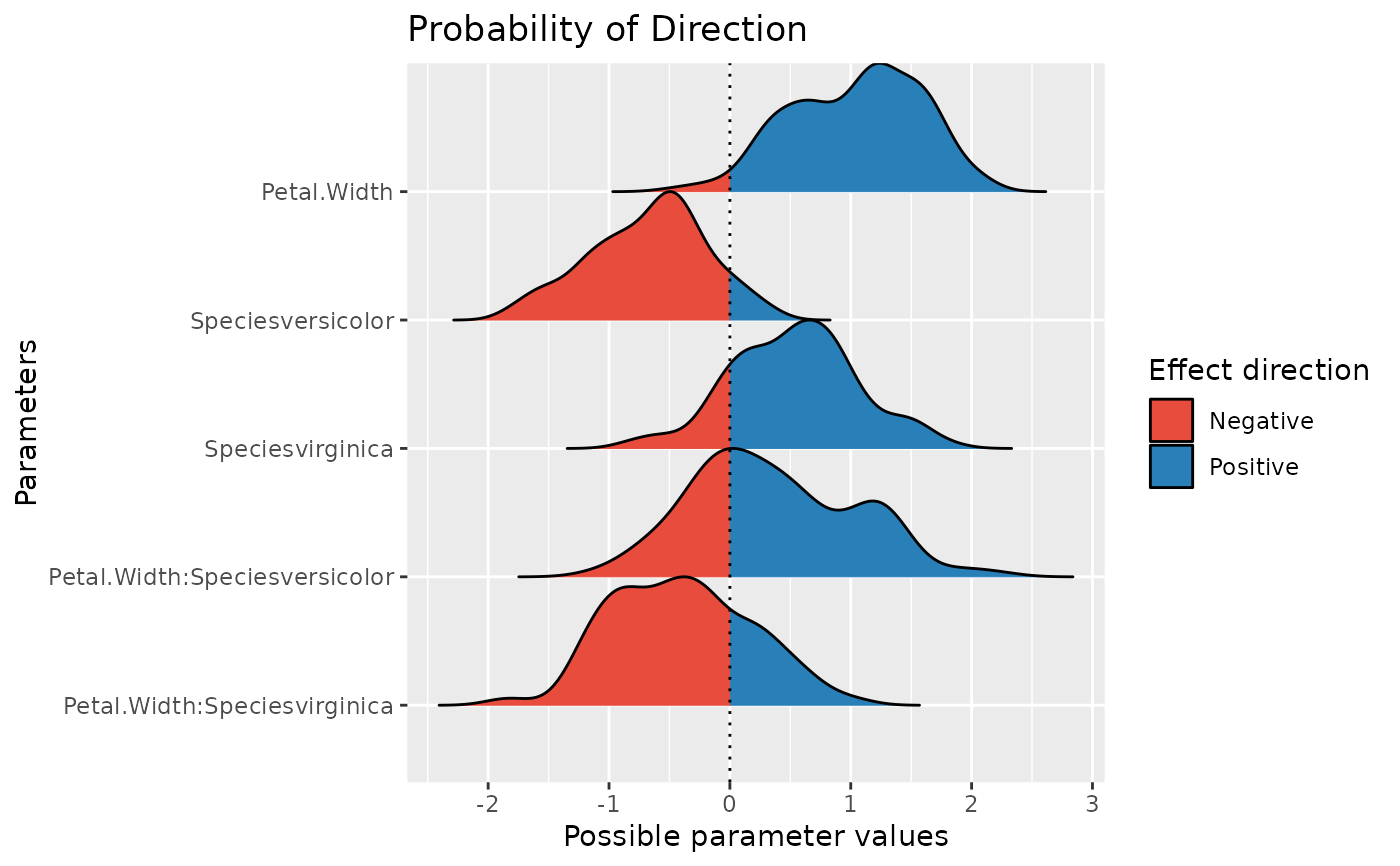 Probability of Direction
Parameters
Petal.Width
Speciesversicolor
Speciesvirginica
Petal.Width:Speciesversicolor
Petal.Width:Speciesvirginica
-2 -1 0 1 2 3
Possible parameter values
Effect direction
Negative
Positive